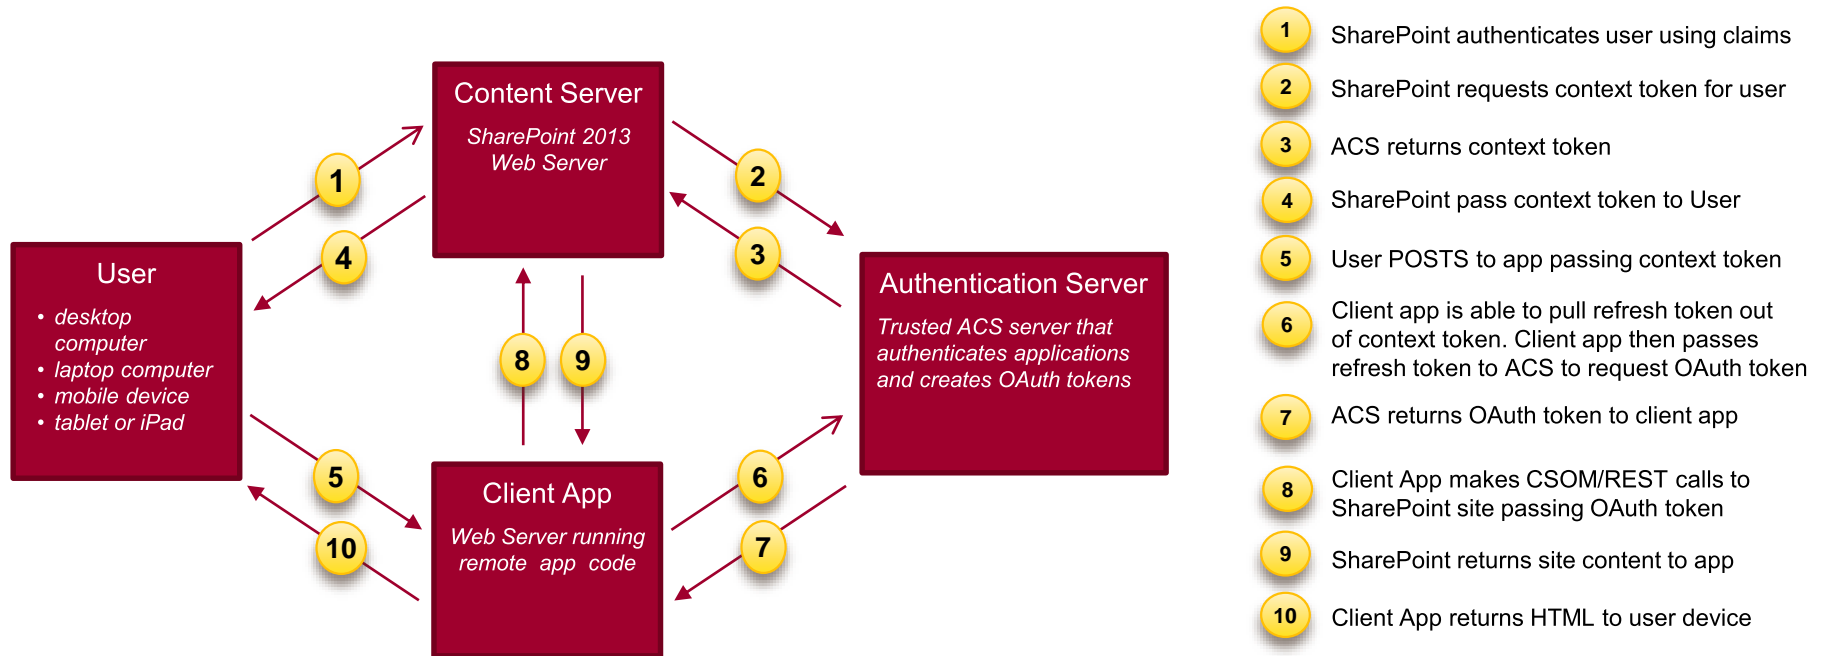 Content Server
SharePoint 2013
Web Server
1
2
4
3
User
• desktop
computer
• laptop computer
• mobile device
• tablet or iPad
Authentication Server
Trusted ACS server that
authenticates applications
and creates OAuth tokens
8
9
5
6
10
7
Client App
Web Server running
remote app code
1 SharePoint authenticates user using claims
2 SharePoint requests context token for user
3 ACS returns context token
4 SharePoint pass context token to User
5 User POSTS to app passing context token
6 Client app is able to pull refresh token out
of context token. Client app then passes
refresh token to ACS to request OAuth token
7 ACS returns OAuth token to client app
8 Client App makes CSOM/REST calls to
SharePoint site passing OAuth token
9 SharePoint returns site content to app
10 Client App returns HTML to user device